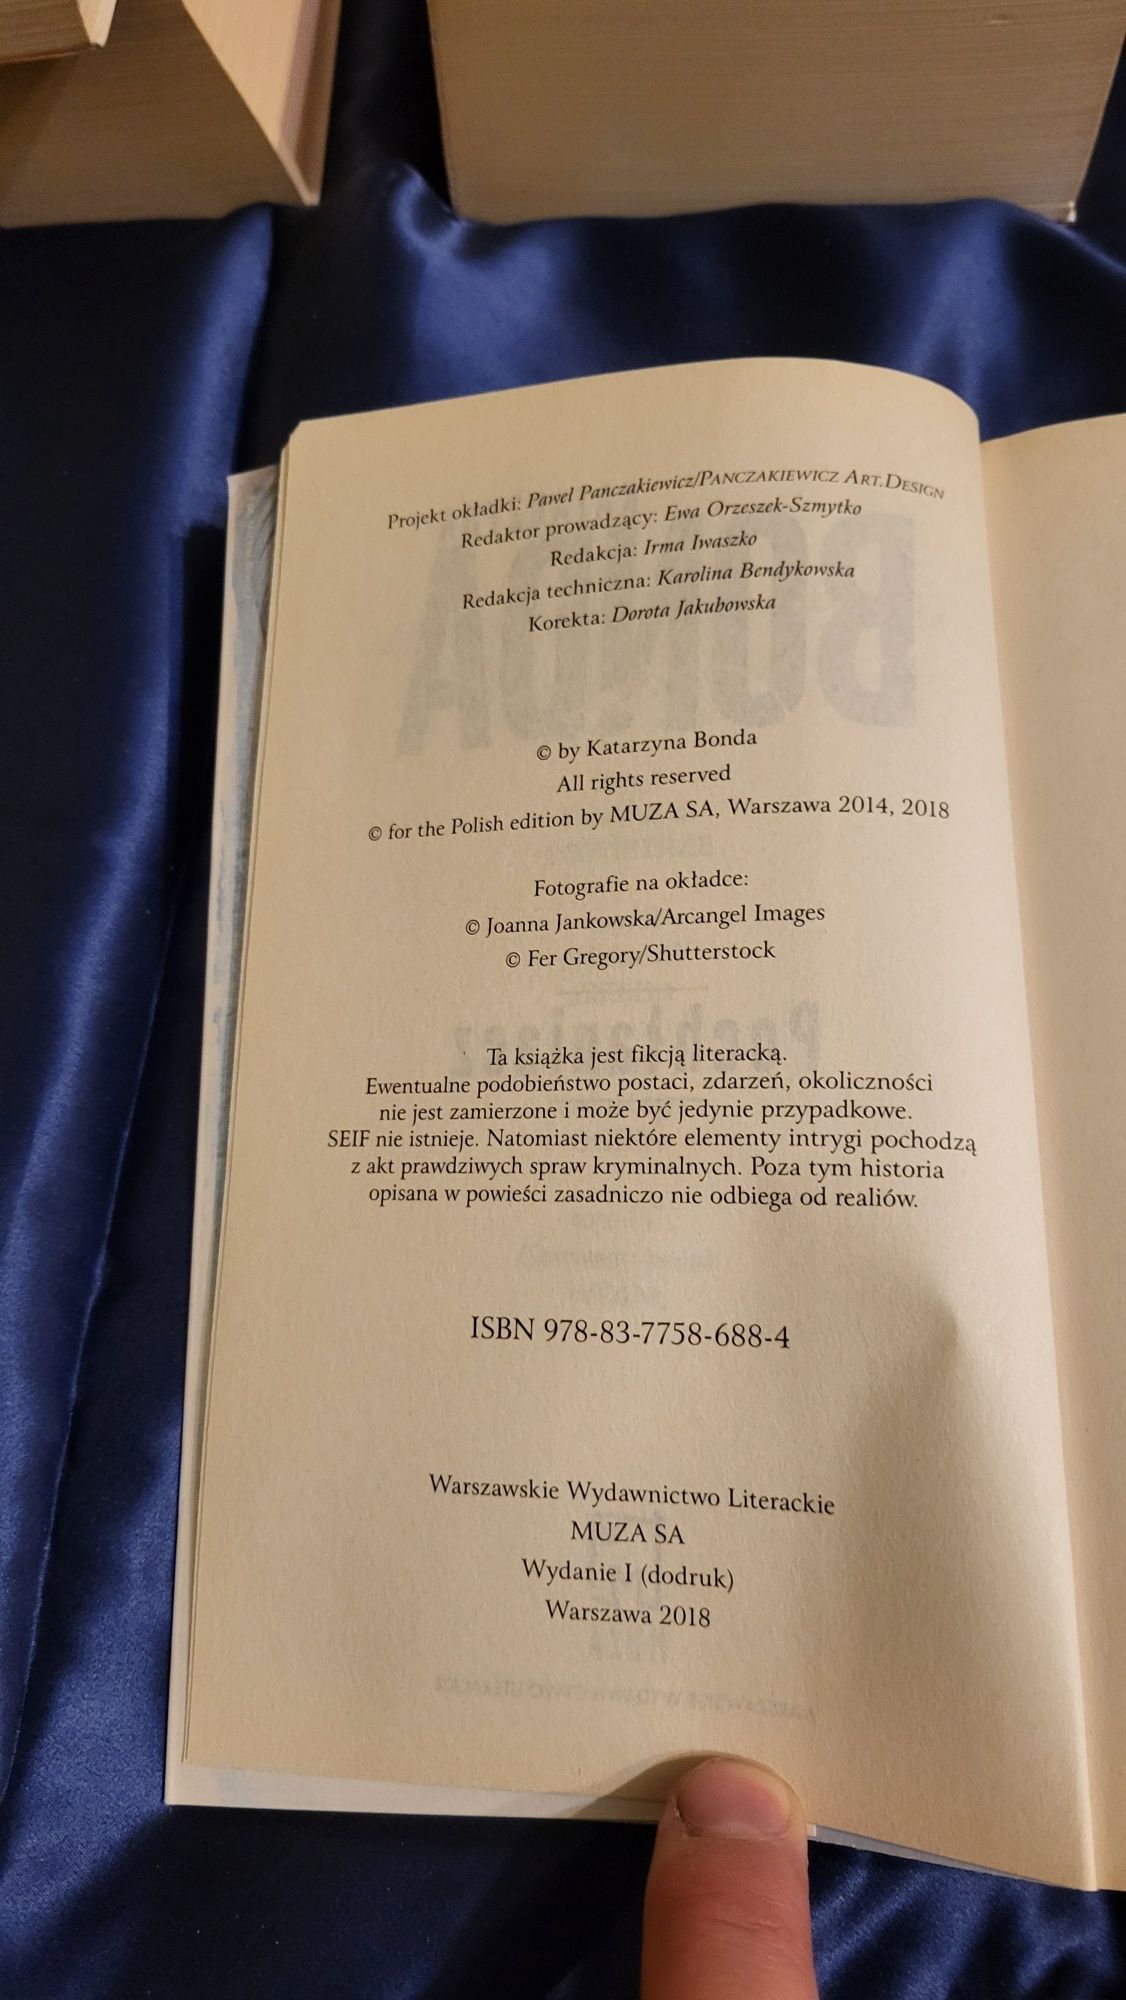 Projekt okładki: Paweł Panczakiewicz/PANCZAKIEWICZ ART.DESIGN
Redaktor prowadzący: Ewa Orzeszek-Szmytko
Redakcja: Irma Iwaszko
Redakcja techniczna: Karolina Bendykowska
Korekta: Dorota Jakubowska
© by Katarzyna Bonda
All rights reserved
© for the Polish edition by MUZA SA, Warszawa 2014, 2018
Fotografie na okładce:
© Joanna Jankowska/Arcangel Images
© Fer Gregory/Shutterstock
Ta książka jest fikcją literacką.
Ewentualne podobieństwo postaci, zdarzeń, okoliczności
nie jest zamierzone i może być jedynie przypadkowe.
SEIF nie istnieje. Natomiast niektóre elementy intrygi pochodzą
z akt prawdziwych spraw kryminalnych. Poza tym historia
opisana w powieści zasadniczo nie odbiega od realiów.
ISBN 978-83-7758-688-4
Warszawskie Wydawnictwo Literackie
MUZA SA
Wydanie I (dodruk)
Warszawa 2018